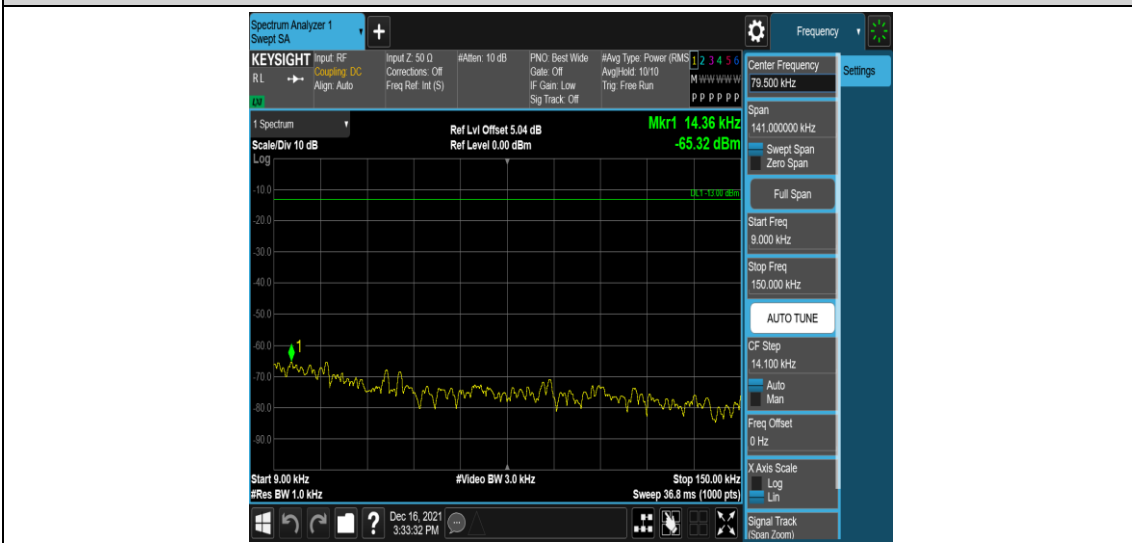 Spectrum Analyzer 1
Swept SA
+
Frequency
KEYSIGHT
RL
LXI
Input: RF
Coupling: DC
Align: Auto
Input Z: 50 Ω
Corrections: Off
Freq Ref: Int (S)
#Atten: 10 dB
PNO: Best Wide
Gate: Off
IF Gain: Low
Sig Track: Off
#Avg Type: Power (RMS
Avg|Hold: 10/10
Trig: Free Run
1 2 3 4 5 6
M W W W W W
P P P P P P
1 Spectrum
Scale/Div 10 dB
Log
Ref Lvl Offset 5.04 dB
Ref Level 0.00 dBm
Mkr1 14.36 kHz
-65.32 dBm
DL1 -13.00 dBm
-10.0
-20.0
-30.0
-40.0
-50.0
-60.0
-70.0
-80.0
-90.0
1
Start 9.00 kHz
#Res BW 1.0 kHz
#Video BW 3.0 kHz
Stop 150.00 kHz
Sweep 36.8 ms (1000 pts)
?
Dec 16, 2021
3:33:32 PM
Center Frequency
79.500 kHz
Settings
Span
141.000000 kHz
Swept Span
Zero Span
Full Span
Start Freq
9.000 kHz
Stop Freq
150.000 kHz
AUTO TUNE
CF Step
14.100 kHz
Auto
Man
Freq Offset
0 Hz
X Axis Scale
Log
Lin
Signal Track
(Span Zoom)